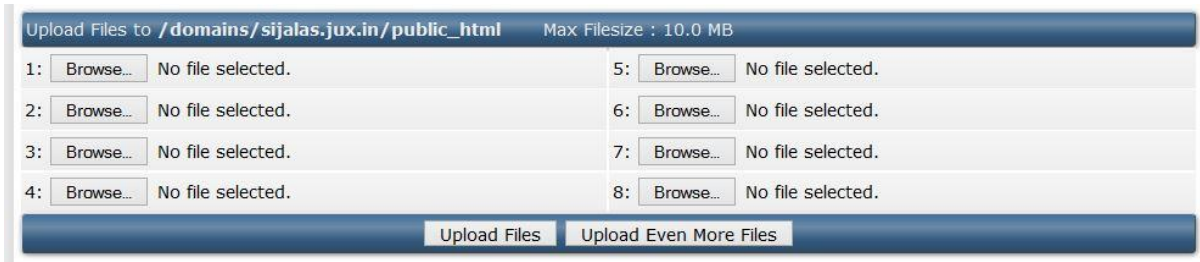 Upload Files to /domains/sijalas.jux.in/public_html Max Filesize : 10.0 MB
1: Browse... No file selected. 5: Browse... No file selected.
2: Browse... No file selected. 6: Browse... No file selected.
3: Browse... No file selected. 7: Browse... No file selected.
4: Browse... No file selected. 8: Browse... No file selected.
Upload Files Upload Even More Files